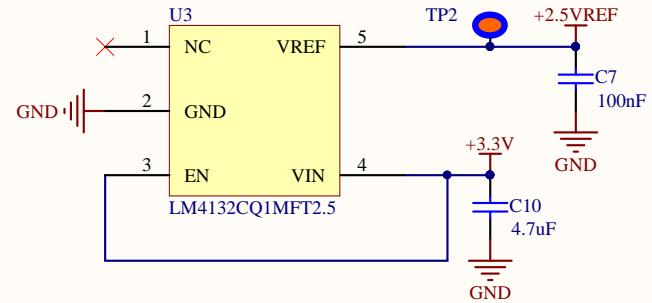 U3
TP2
+2.5VREF
1
NC
VREF
5
C7
100nF
GND
2
GND
GND
+3.3V
3
EN
VIN
4
LM4132CQ1MFT2.5
C10
4.7uF
GND